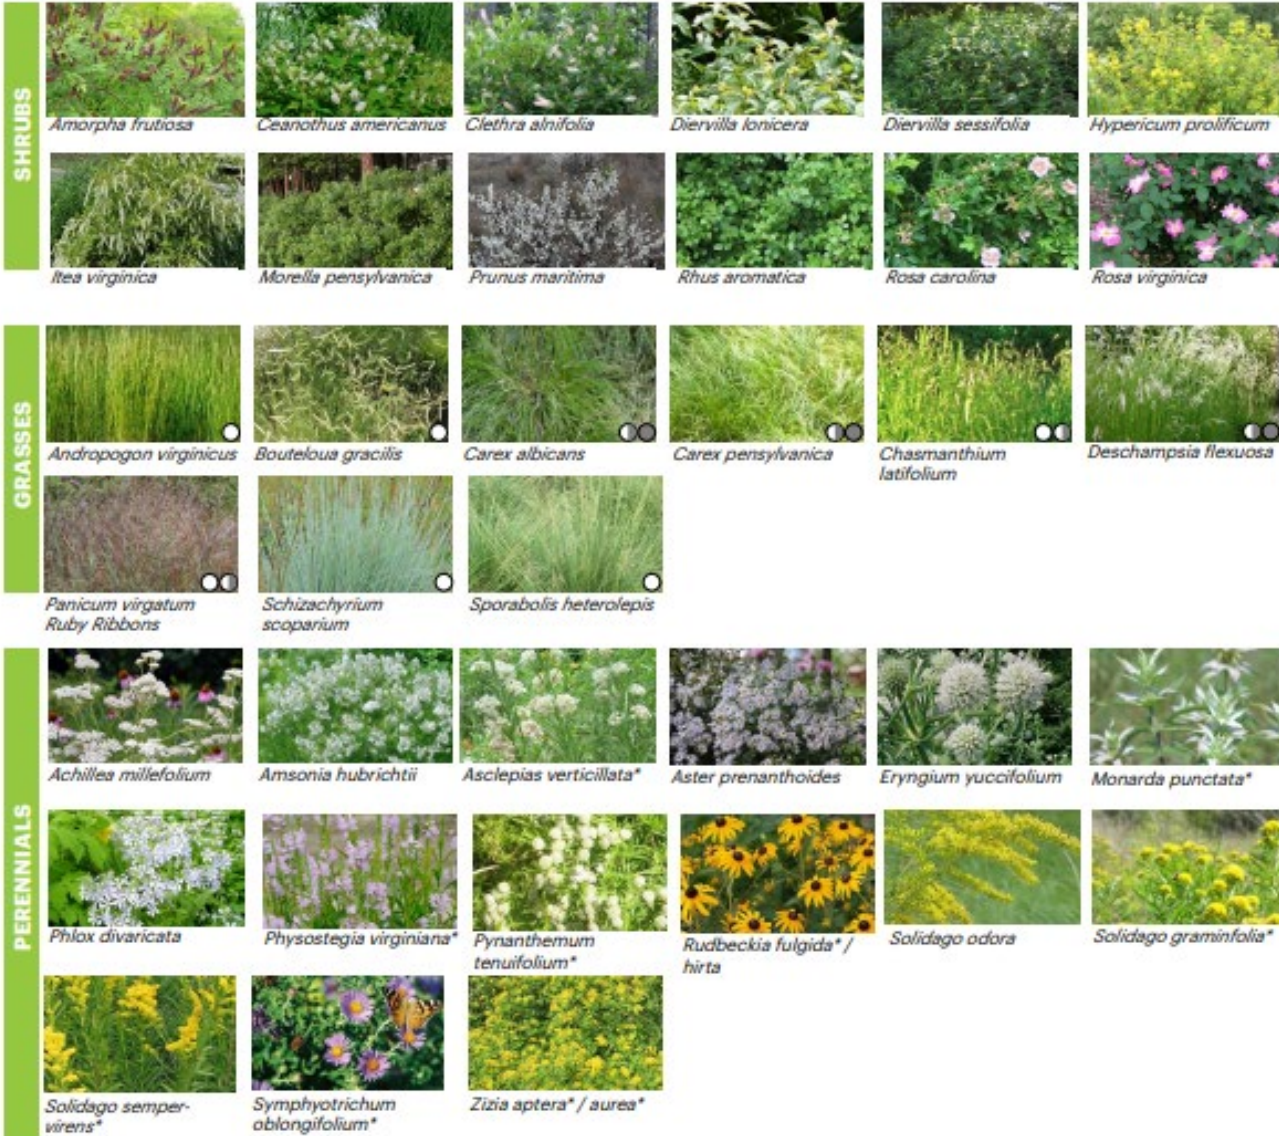 SHRUBS
Amorpha frutiosa
Ceanothus americanus
Clethra alnifolia
Diervilla lonicera
Diervilla sessifolia
Hypericum prolificum
Itea virginica
Morella pensylvanica
Prunus maritima
Rhus aromatica
Rosa carolina
Rosa virginica
GRASSES
Andropogon virginicus
Bouteloua gracilis
Carex albicans
Carex pensylvanica
Chasmanthium
latifolium
Deschampsia flexuosa
Panicum virgatum
Ruby Ribbons
Schizachyrium
scoparium
Sporabolis heterolepis
PERENNIALS
Achillea millefolium
Amsonia hubrichtii
Asclepias verticillata*
Aster prenanthoides
Eryngium yuccifolium
Monarda punctata*
Phlox divaricata
Physostegia virginiana*
Pynanthemum
tenuifolium*
Rudbeckia fulgida* /
hirta
Solidago odora
Solidago graminfolia*
Solidago semper-
virens*
Symphyotrichum
oblongifolium*
Zizia aptera* / aurea*